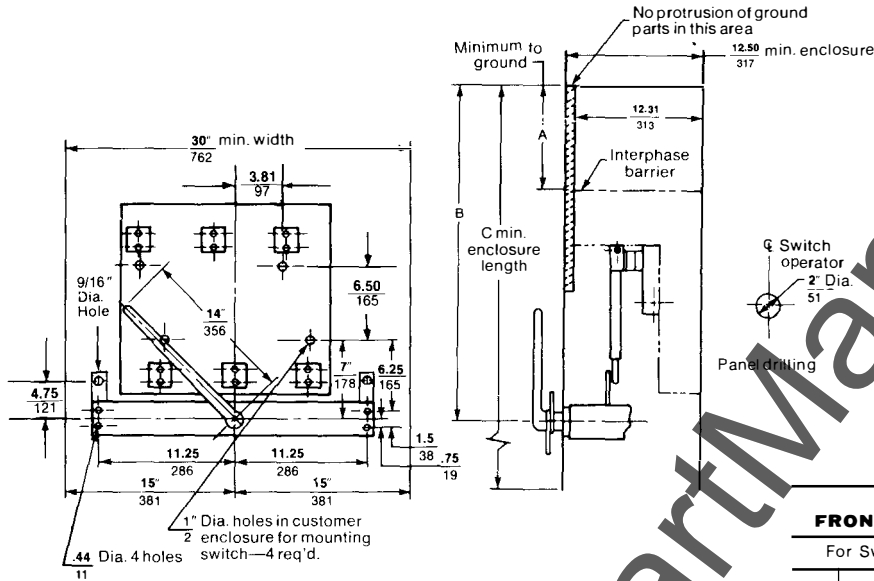 No protrusion of ground
parts in this area
Minimum to
ground
12.50 min. enclosure
317
30" min. width
762
3.81
97
12.31
313
A
Interphase
barrier
B
C min.
enclosure
length
℄ Switch
operator
2" Dia.
51
Panel drilling
9/16"
Dia.
Hole
14"
356
6.50
165
7"
178
6.25
165
4.75
121
1.5
38
.75
19
11.25
286
11.25
286
15"
381
15"
381
1" Dia. holes in customer
2 enclosure for mounting
switch—4 req'd.
.44 Dia. 4 holes
11
FRON
For Sw
artMa